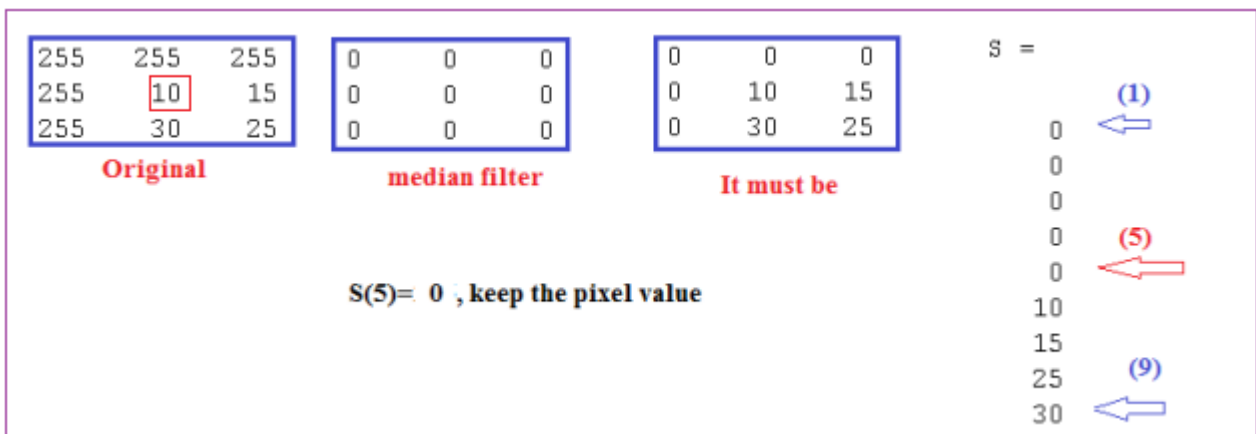 255 255 255
255 10 15
255 30 25
Original
0 0 0
0 0 0
0 0 0
median filter
0 0 0
0 10 15
0 30 25
It must be
S(5)= 0 , keep the pixel value
S =
(1)
0
0
0
0
(5)
0
10
15
25
(9)
30